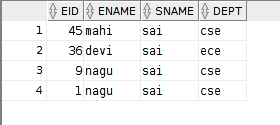 EID ENAME SNAME DEPT
1 45 mahi sai cse
2 36 devi sai ece
3 9 nagu sai cse
4 1 nagu sai cse